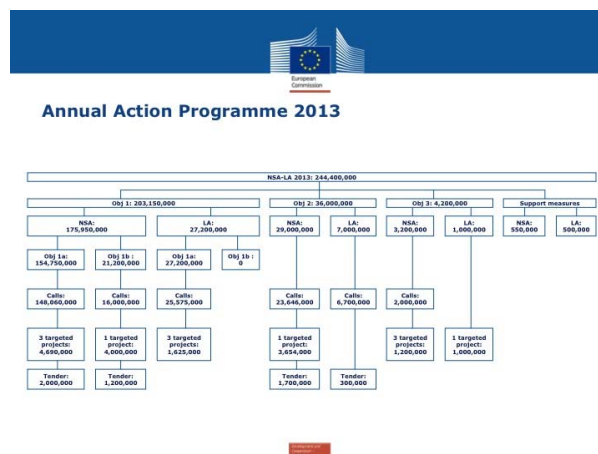 European
Commission
Annual Action Programme 2013
NSA-LA 2013: 244,400,000
Obj 1: 203,150,000
Obj 2: 36,000,000
Obj 3: 4,200,000
Support measures
NSA:
175,950,000
LA:
27,200,000
NSA:
29,000,000
LA:
7,000,000
NSA:
3,200,000
LA:
1,000,000
NSA:
550,000
LA:
500,000
Obj 1a:
154,750,000
Obj 1b :
21,200,000
Obj 1a:
27,200,000
Obj 1b :
0
Calls:
148,060,000
Calls:
16,000,000
Calls:
25,575,000
Calls:
23,646,000
Calls:
6,700,000
Calls:
2,000,000
3 targeted
projects:
4,690,000
1 targeted
project:
4,000,000
3 targeted
projects:
1,625,000
1 targeted
project:
3,654,000
3 targeted
projects:
1,200,000
1 targeted
project:
1,000,000
Tender:
2,000,000
Tender:
1,200,000
Tender:
1,700,000
Tender:
300,000